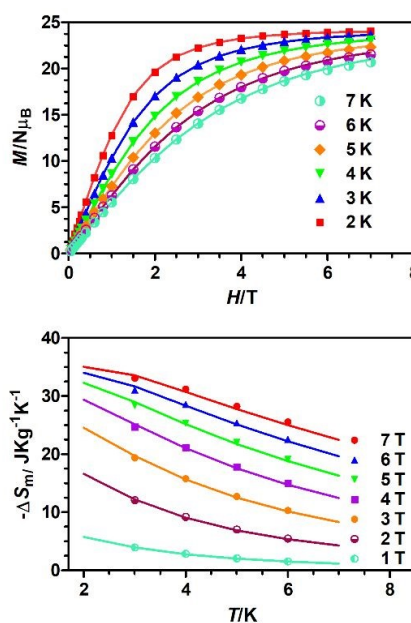 25
20
15
10
5
0
M/NμB
7 K
6 K
5 K
4 K
3 K
2 K
0 2 4 6 8
H/T
40
30
20
10
0
-ΔSm/ JKg-1K-1
7 T
6 T
5 T
4 T
3 T
2 T
1 T
2 4 6 8
T/K